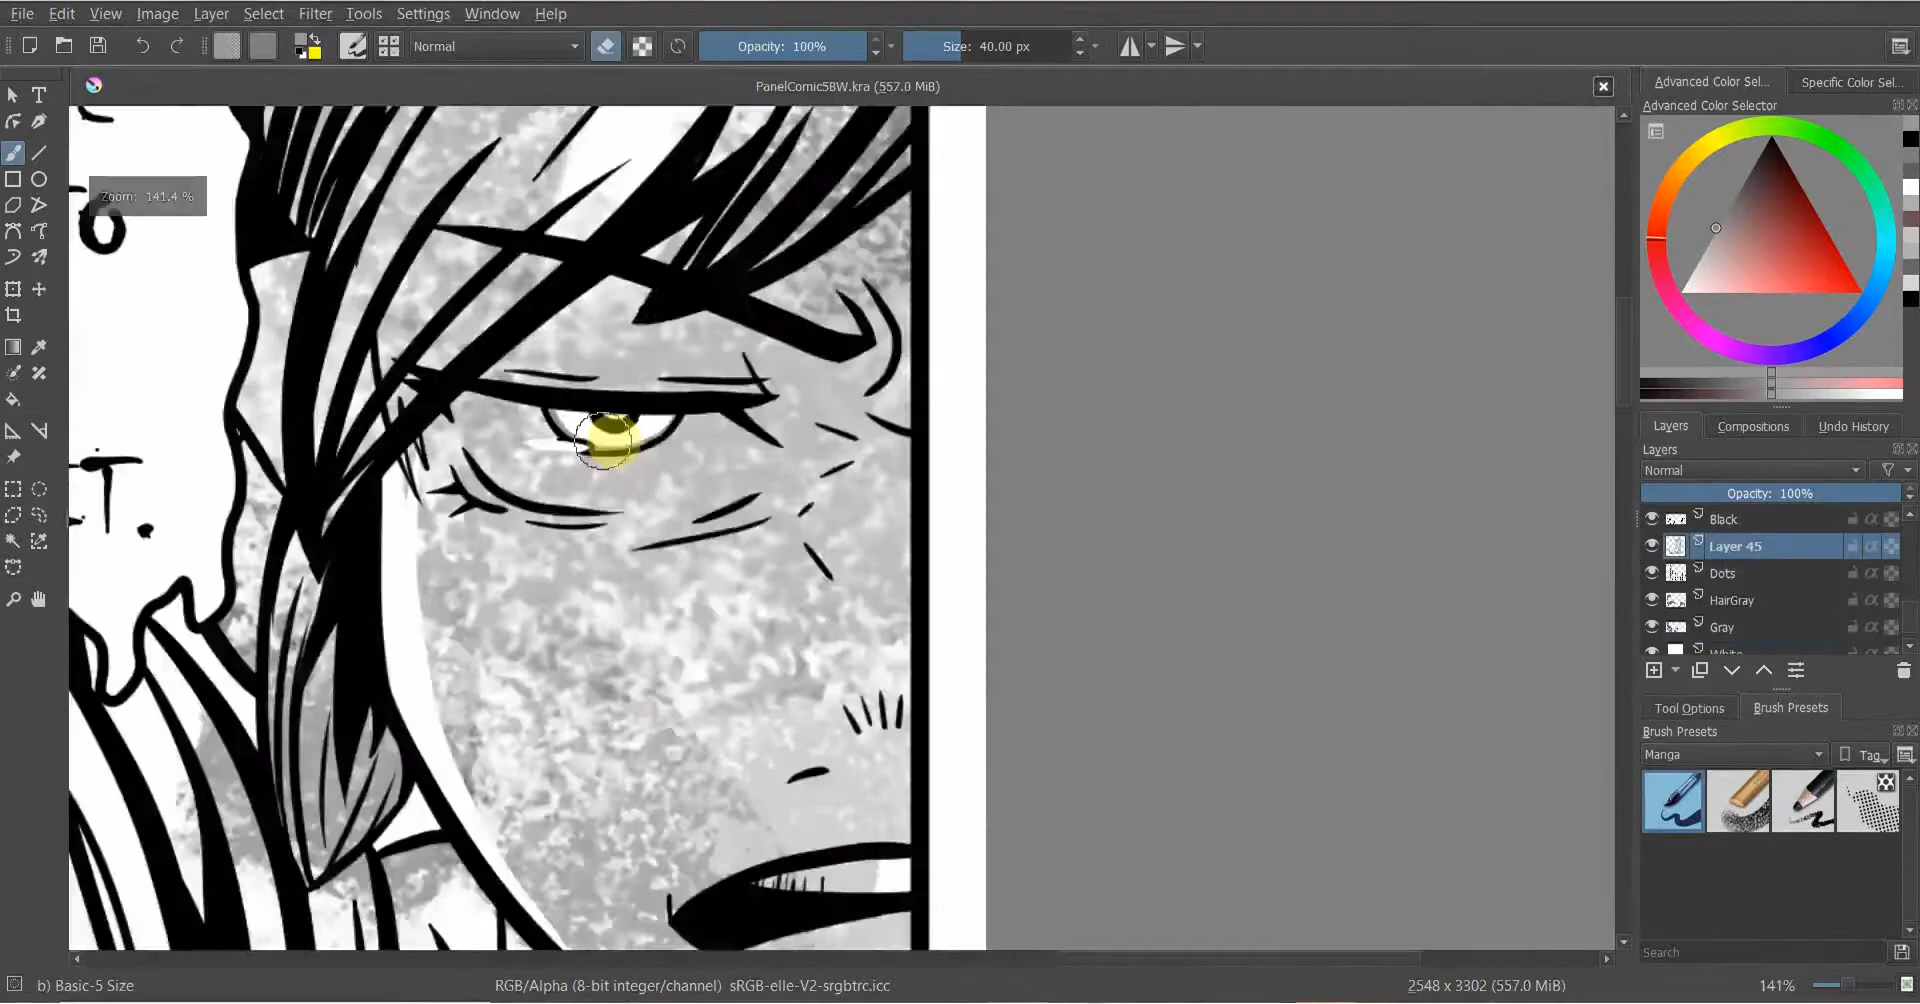 File Edit View Image Layer Select Filter Tools Settings Window Help
Normal Opacity: 100% Size: 40.00 px
PanelComic5BW.kra (557.0 MiB)
Zoom: 141.4 %
T.
Advanced Color Sel... Specific Color Sel...
Advanced Color Selector
Layers Compositions Undo History
Layers
Normal
Opacity: 100%
Black
Layer 45
Dots
HairGray
Gray
White
Tool Options Brush Presets
Brush Presets
Manga Tag
Search
b) Basic-5 Size RGB/Alpha (8-bit integer/channel) sRGB-elle-V2-srgbtrc.icc 2548 x 3302 (557.0 MiB) 141%